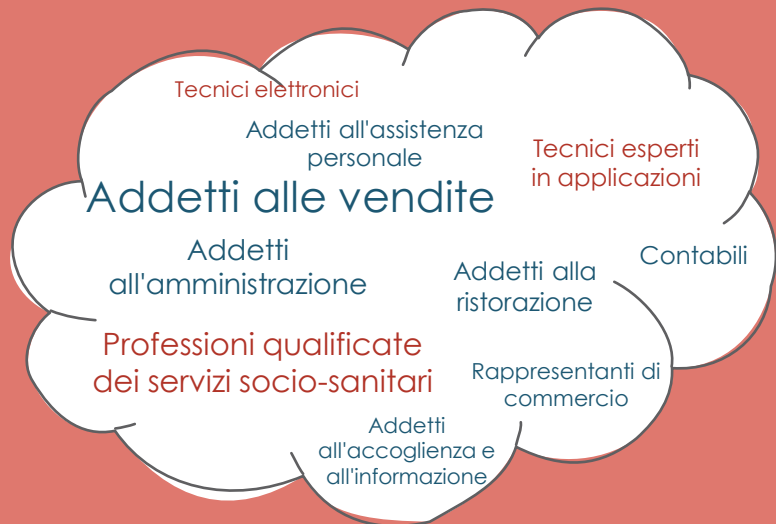 Tecnici elettronici
Addetti all'assistenza
personale
Tecnici esperti
in applicazioni
Addetti alle vendite
Addetti
all'amministrazione
Addetti alla
ristorazione
Contabili
Professioni qualificate
dei servizi socio-sanitari
Rappresentanti di
commercio
Addetti
all'accoglienza e
all'informazione